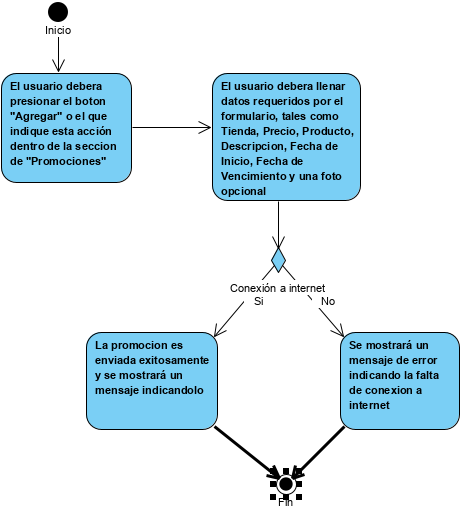 Inicio
El usuario debera
presionar el boton
"Agregar" o el que
indique esta acción
dentro de la seccion
de "Promociones"
El usuario debera llenar
datos requeridos por el
formulario, tales como
Tienda, Precio, Producto,
Descripcion, Fecha de
Inicio, Fecha de
Vencimiento y una foto
opcional
Conexión a internet
Si
No
La promocion es
enviada exitosamente
y se mostrará un
mensaje indicandolo
Se mostrará un
mensaje de error
indicando la falta
de conexion a
internet
Fin